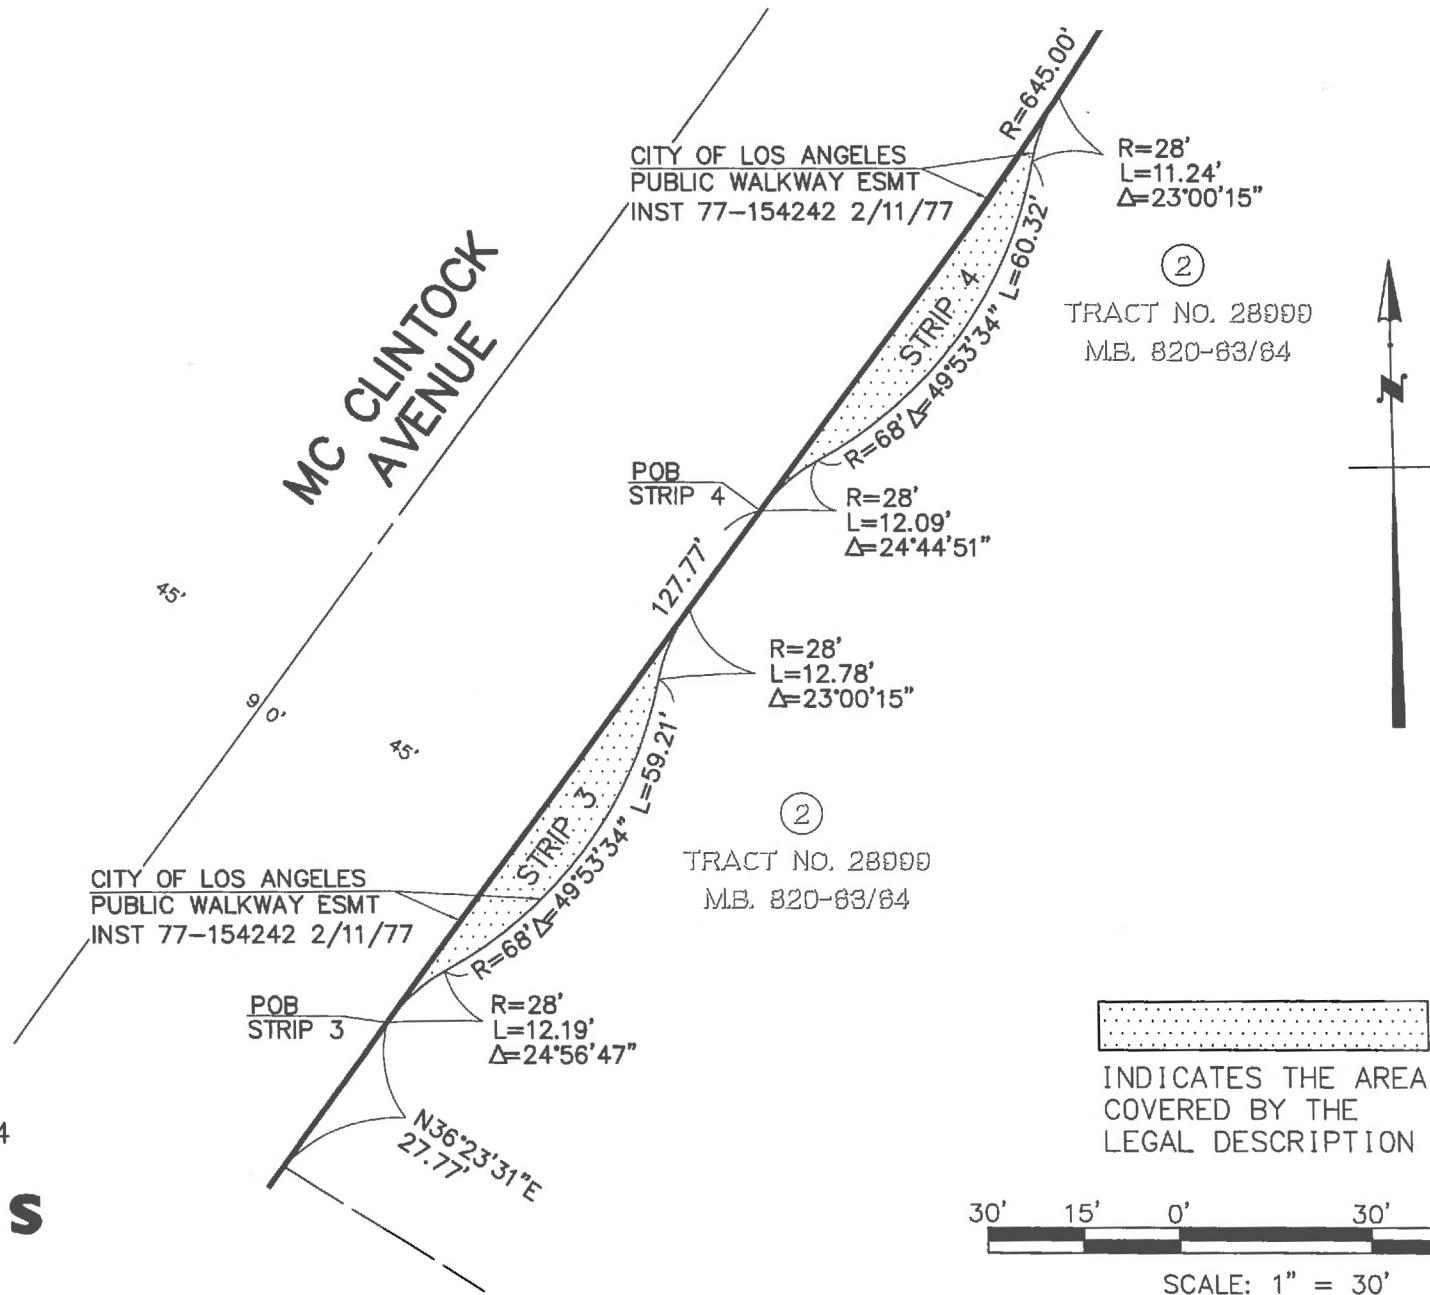 R=645.00'
CITY OF LOS ANGELES
PUBLIC WALKWAY ESMT
INST 77-154242 2/11/77
R=28'
L=11.24'
Δ=23°00'15"
2
TRACT NO. 28999
M.B. 820-63/64
N
MC CLINTOCK
AVENUE
STRIP 4
R=68' Δ=49°53'34" L=60.32'
POB
STRIP 4
R=28'
L=12.09'
Δ=24°44'51"
127.77'
45'
90'
45'
R=28'
L=12.78'
Δ=23°00'15"
STRIP 3
R=68' Δ=49°53'34" L=59.21'
2
TRACT NO. 28999
M.B. 820-63/64
CITY OF LOS ANGELES
PUBLIC WALKWAY ESMT
INST 77-154242 2/11/77
POB
STRIP 3
R=28'
L=12.19'
Δ=24°56'47"
N36°23'31"E
27.77'
4
S
INDICATES THE AREA
COVERED BY THE
LEGAL DESCRIPTION
30' 15' 0' 30'
SCALE: 1" = 30'